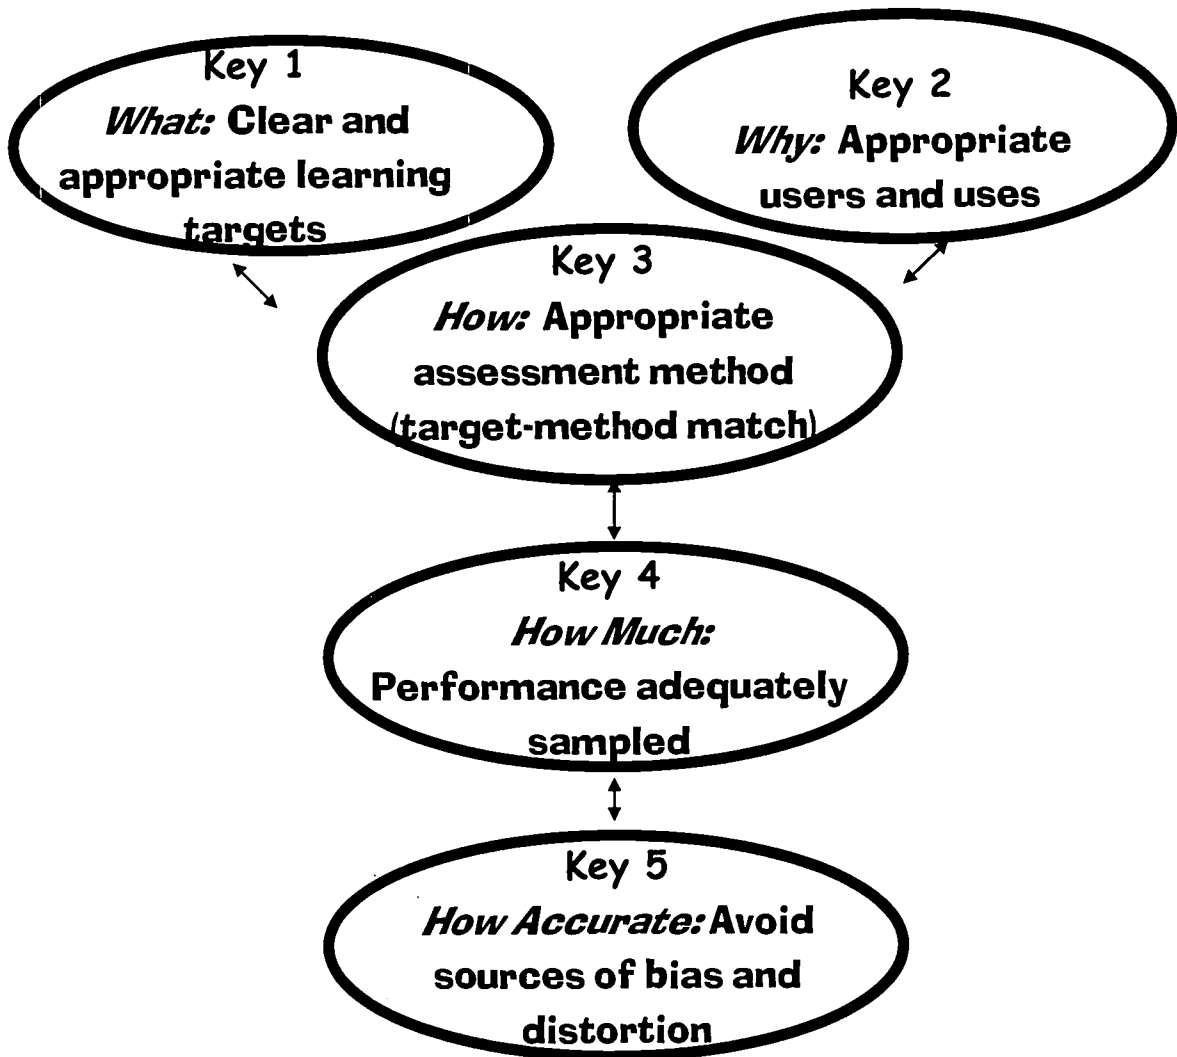 Key 1
What: Clear and
appropriate learning
targets
Key 2
Why: Appropriate
users and uses
Key 3
How: Appropriate
assessment method
(target-method match)
Key 4
How Much:
Performance adequately
sampled
Key 5
How Accurate: Avoid
sources of bias and
distortion